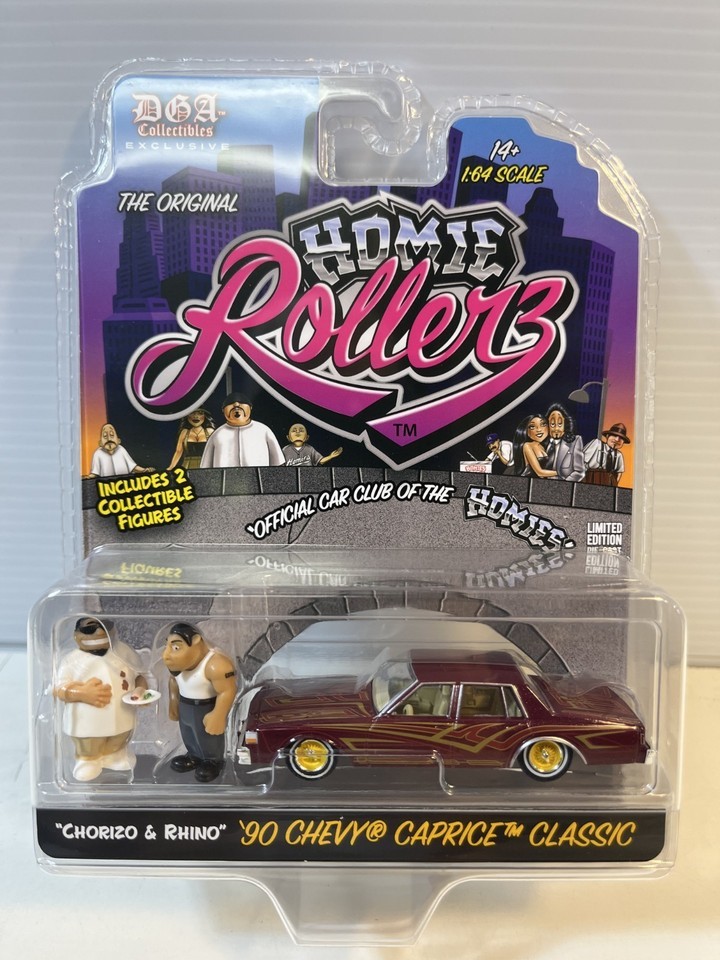 DGA™
Collectibles
EXCLUSIVE
14+
1:64 SCALE
THE ORIGINAL
HOMIE
Rollerz
TM
INCLUDES 2
COLLECTIBLE
FIGURES
"OFFICIAL CAR CLUB OF THE
HOMIES"
LIMITED
EDITION
"CHORIZO & RHINO" '90 CHEVY® CAPRICE™ CLASSIC